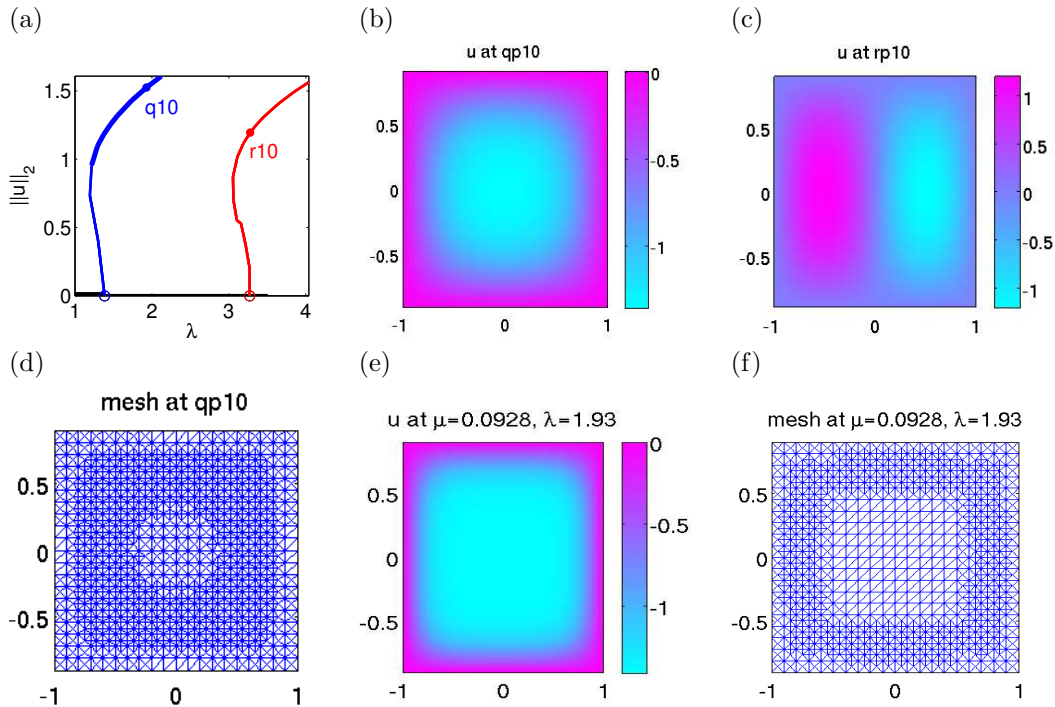 (a)
1.5
1
0.5
0
||u||_2
q10
r10
1 2 3 4
λ
(b)
u at qp10
0.5
0
-0.5
-1 0 1
0
-0.5
-1
(c)
u at rp10
0.5
0
-0.5
-1 0 1
1
0.5
0
-0.5
-1
(d)
mesh at qp10
0.5
0
-0.5
-1 0 1
(e)
u at μ=0.0928, λ=1.93
0.5
0
-0.5
-1 0 1
0
-0.5
-1
(f)
mesh at μ=0.0928, λ=1.93
0.5
0
-0.5
-1 0 1